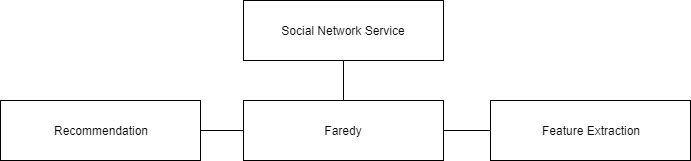 Social Network Service
Recommendation
Faredy
Feature Extraction